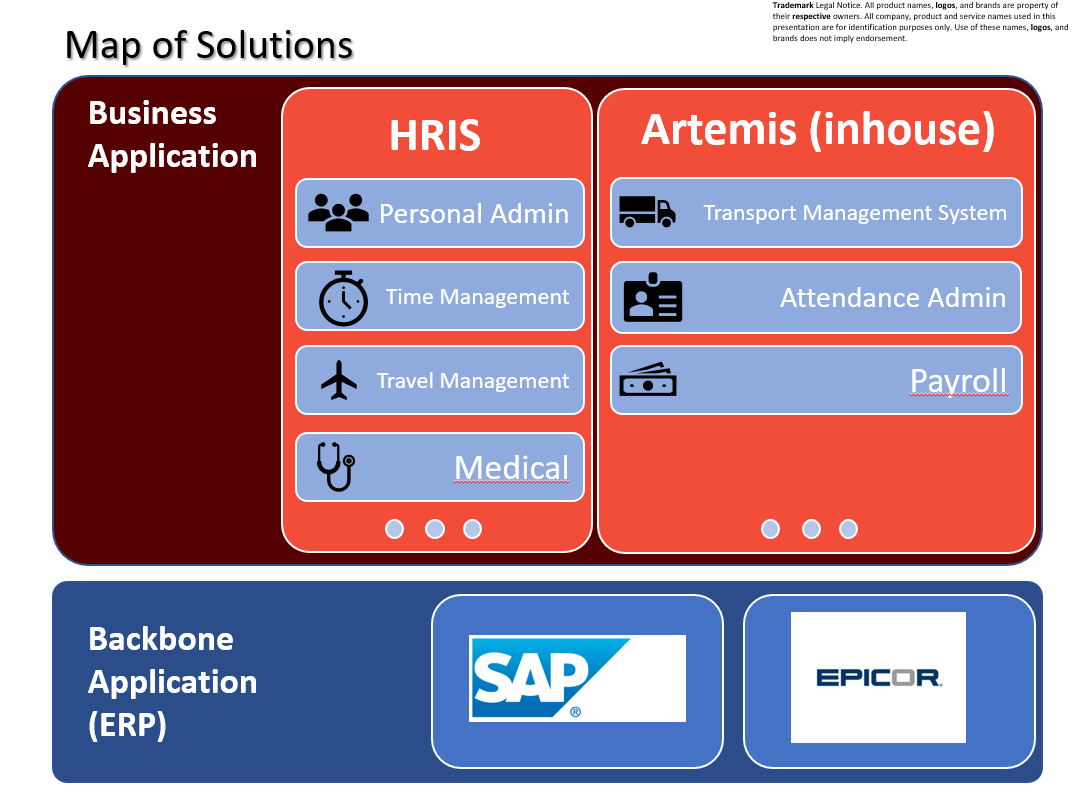 Trademark Legal Notice. All product names, logos, and brands are property of
their respective owners. All company, product and service names used in this
presentation are for identification purposes only. Use of these names, logos, and
brands does not imply endorsement.
Map of Solutions
Business
Application
HRIS
Personal Admin
Time Management
Travel Management
Medical
Artemis (inhouse)
Transport Management System
Attendance Admin
Payroll
Backbone
Application
(ERP)
SAP®
EPICOR®